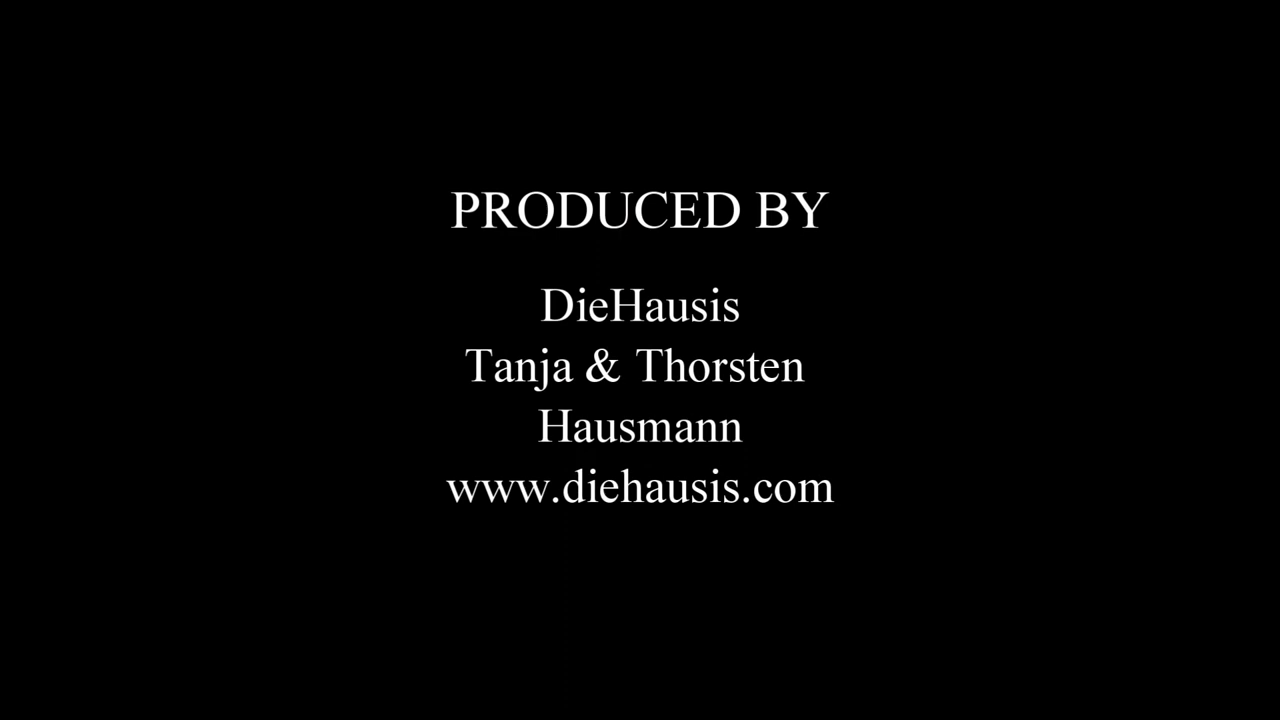 PRODUCED BY
DieHausis
Tanja & Thorsten
Hausmann
www.diehausis.com